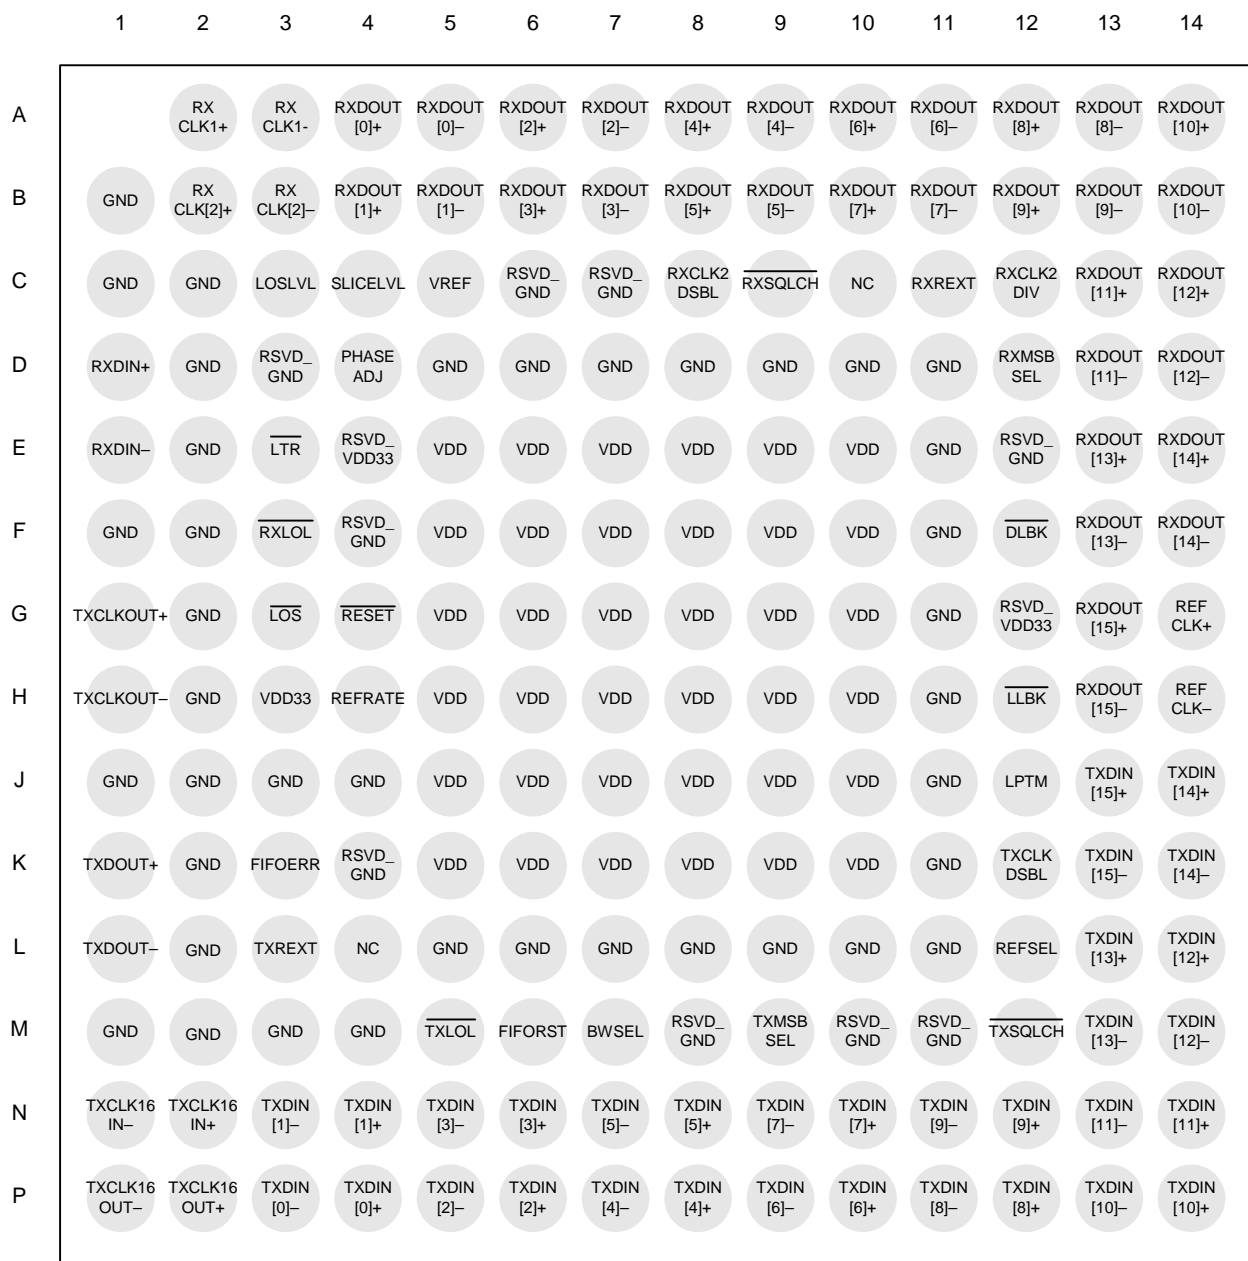 1 2 3 4 5 6 7 8 9 10 11 12 13 14
A RX CLK1+ RX CLK1- RXDOUT [0]+ RXDOUT [0]– RXDOUT [2]+ RXDOUT [2]– RXDOUT [4]+ RXDOUT [4]– RXDOUT [6]+ RXDOUT [6]– RXDOUT [8]+ RXDOUT [8]– RXDOUT [10]+
B GND RX CLK[2]+ RX CLK[2]– RXDOUT [1]+ RXDOUT [1]– RXDOUT [3]+ RXDOUT [3]– RXDOUT [5]+ RXDOUT [5]– RXDOUT [7]+ RXDOUT [7]– RXDOUT [9]+ RXDOUT [9]– RXDOUT [10]–
C GND GND LOSLVL SLICELVL VREF RSVD_ GND RSVD_ GND RXCLK2 DSBL RXSQLCH NC RXREXT RXCLK2 DIV RXDOUT [11]+ RXDOUT [12]+
D RXDIN+ GND RSVD_ GND PHASE ADJ GND GND GND GND GND GND GND RXMSB SEL RXDOUT [11]– RXDOUT [12]–
E RXDIN– GND LTR RSVD_ VDD33 VDD VDD VDD VDD VDD VDD GND RSVD_ GND RXDOUT [13]+ RXDOUT [14]+
F GND GND RXLOL RSVD_ GND VDD VDD VDD VDD VDD VDD GND DLBK RXDOUT [13]– RXDOUT [14]–
G TXCLKOUT+ GND LOS RESET VDD VDD VDD VDD VDD VDD GND RSVD_ VDD33 RXDOUT [15]+ REF CLK+
H TXCLKOUT– GND VDD33 REFRATE VDD VDD VDD VDD VDD VDD GND LLBK RXDOUT [15]– REF CLK–
J GND GND GND GND VDD VDD VDD VDD VDD VDD GND LPTM TXDIN [15]+ TXDIN [14]+
K TXDOUT+ GND FIFOERR RSVD_ GND VDD VDD VDD VDD VDD VDD GND TXCLK DSBL TXDIN [15]– TXDIN [14]–
L TXDOUT– GND TXREXT NC GND GND GND GND GND GND GND REFSEL TXDIN [13]+ TXDIN [12]+
M GND GND GND GND TXLOL FIFORST BWSEL RSVD_ GND TXMSB SEL RSVD_ GND RSVD_ GND TXSQLCH TXDIN [13]– TXDIN [12]–
N TXCLK16 IN– TXCLK16 IN+ TXDIN [1]– TXDIN [1]+ TXDIN [3]– TXDIN [3]+ TXDIN [5]– TXDIN [5]+ TXDIN [7]– TXDIN [7]+ TXDIN [9]– TXDIN [9]+ TXDIN [11]– TXDIN [11]+
P TXCLK16 OUT– TXCLK16 OUT+ TXDIN [0]– TXDIN [0]+ TXDIN [2]– TXDIN [2]+ TXDIN [4]– TXDIN [4]+ TXDIN [6]– TXDIN [6]+ TXDIN [8]– TXDIN [8]+ TXDIN [10]– TXDIN [10]+